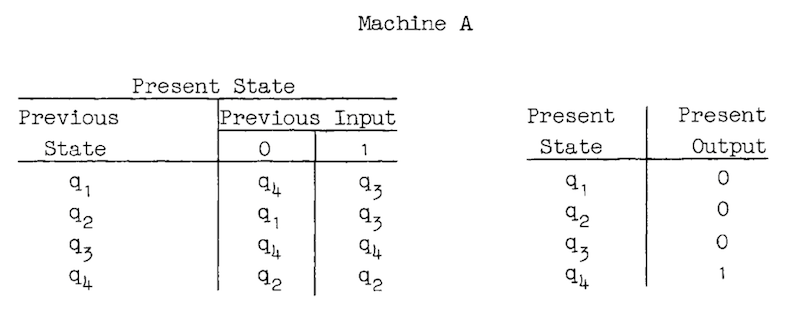 Machine A
Present State
Previous Previous Input
State 0 1
q₁ q₄ q₃
q₂ q₁ q₃
q₃ q₄ q₄
q₄ q₂ q₂
Present Present
State Output
q₁ 0
q₂ 0
q₃ 0
q₄ 1